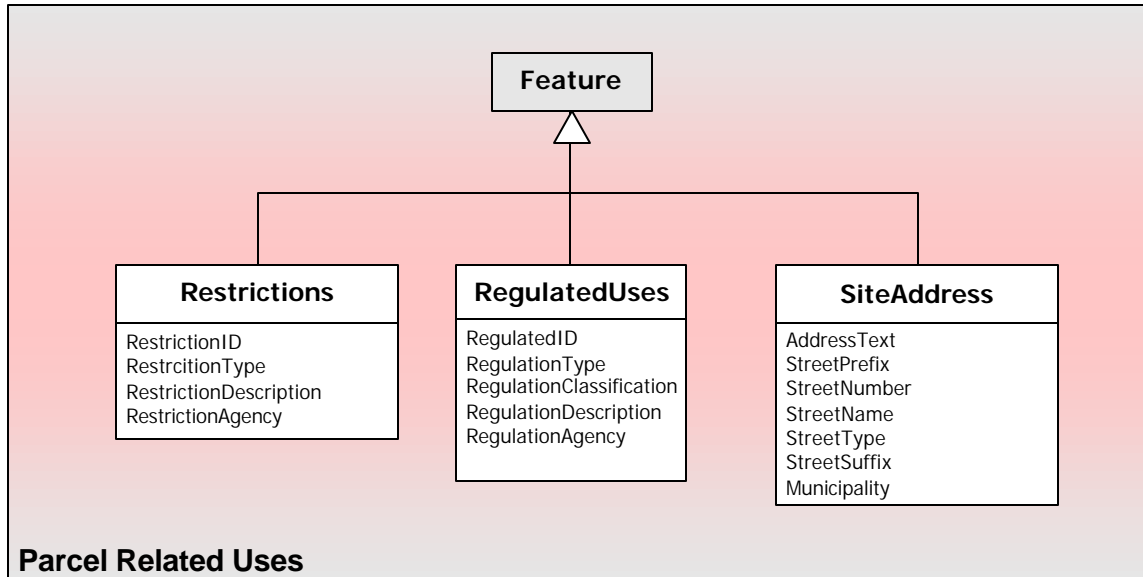 Feature
Restrictions
RestrictionID
RestrcitionType
RestrictionDescription
RestrictionAgency
RegulatedUses
RegulatedID
RegulationType
RegulationClassification
RegulationDescription
RegulationAgency
SiteAddress
AddressText
StreetPrefix
StreetNumber
StreetName
StreetType
StreetSuffix
Municipality
Parcel Related Uses